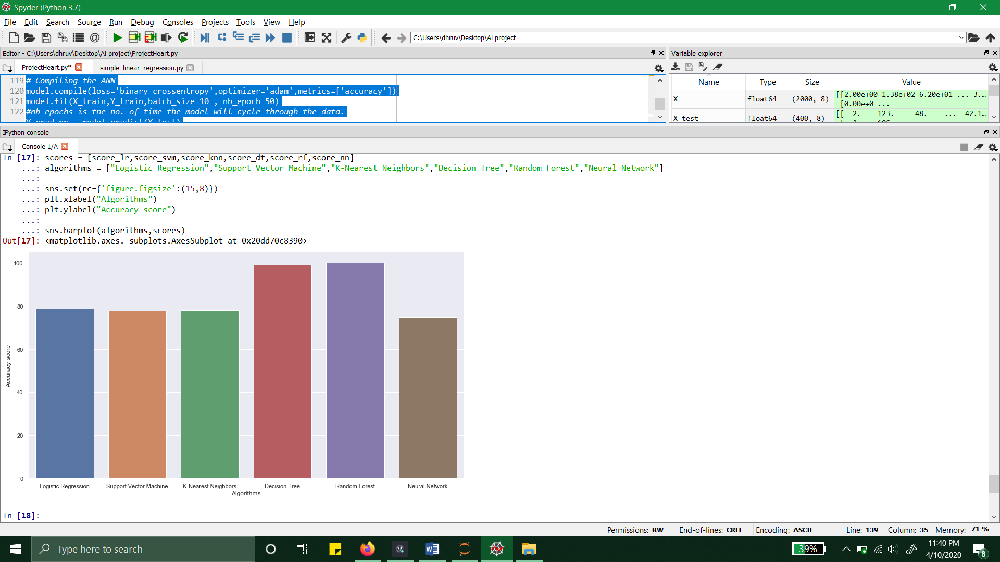 Spyder (Python 3.7)
File Edit Search Source Run Debug Consoles Projects Tools View Help
C:\Users\dhruv\Desktop\Ai project
Editor - C:\Users\dhruv\Desktop\Ai project\ProjectHeart.py
Variable explorer
ProjectHeart.py* simple_linear_regression.py
119 # Compiling the ANN
120 model.compile(loss='binary_crossentropy',optimizer='adam',metrics=['accuracy'])
121 model.fit(X_train,Y_train,batch_size=10 , nb_epoch=50)
122 #nb_epochs is tne no. of time the model will cycle through the data.
Y_pred_nn = model.predict(X_test)
Name Type Size Value
X float64 (2000, 8) [[2.00e+00 1.38e+02 6.20e+01 ... 3.…
[0.00e+0 ...
X_test float64 (400, 8) [[ 2. 123. 48. ... 42.1…
IPython console
Console 1/A
In [17]: scores = [score_lr,score_svm,score_knn,score_dt,score_rf,score_nn]
...: algorithms = ["Logistic Regression","Support Vector Machine","K-Nearest Neighbors","Decision Tree","Random Forest","Neural Network"]
...:
...: sns.set(rc={'figure.figsize':(15,8)})
...: plt.xlabel("Algorithms")
...: plt.ylabel("Accuracy score")
...:
...: sns.barplot(algorithms,scores)
Out[17]: <matplotlib.axes._subplots.AxesSubplot at 0x20dd70c8390>
100
80
60
40
20
0
Accuracy score
Logistic Regression Support Vector Machine K-Nearest Neighbors Decision Tree Random Forest Neural Network
Algorithms
In [18]:
Permissions: RW End-of-lines: CRLF Encoding: ASCII Line: 139 Column: 35 Memory: 71 %
Type here to search
39%
11:40 PM
4/10/2020
8